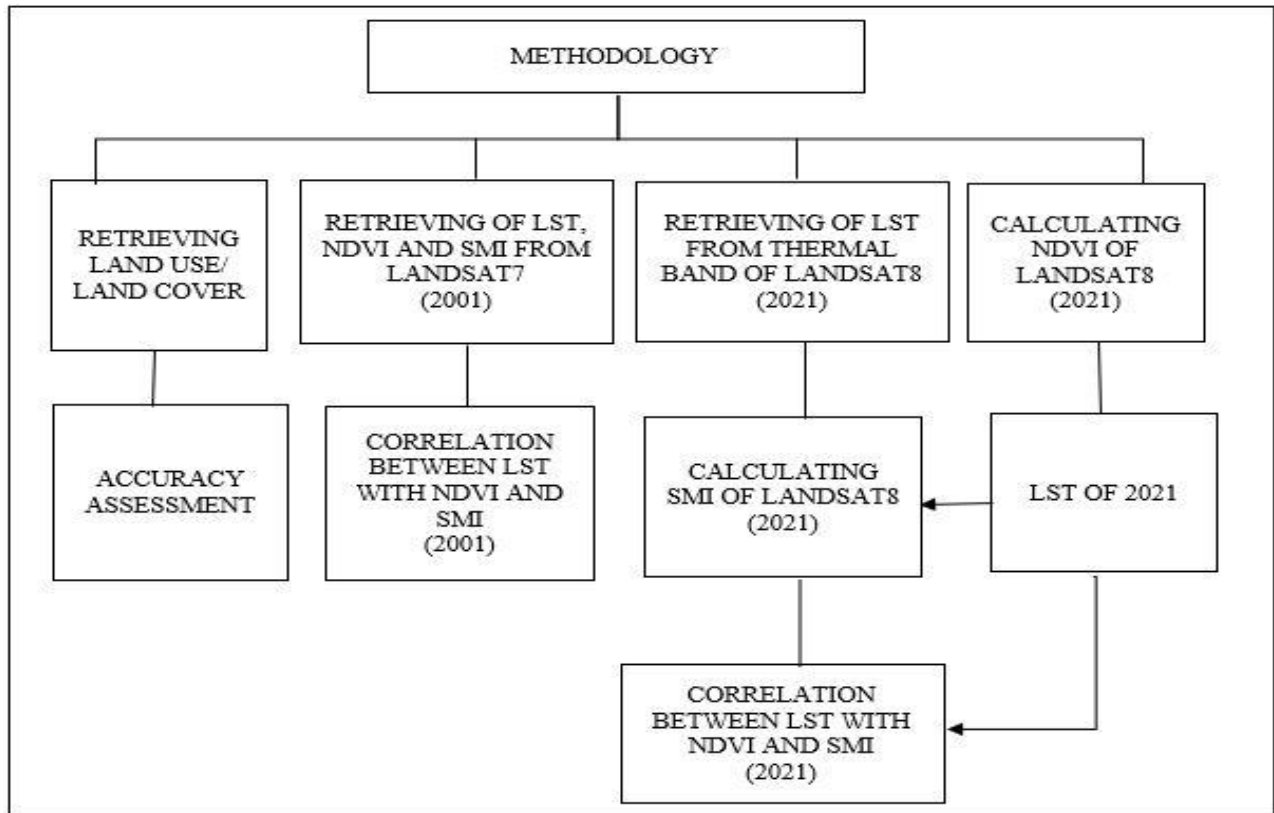 METHODOLOGY
RETRIEVING
LAND USE/
LAND COVER
RETRIEVING OF LST,
NDVI AND SMI FROM
LANDSAT7
(2001)
RETRIEVING OF LST
FROM THERMAL
BAND OF LANDSAT8
(2021)
CALCULATING
NDVI OF
LANDSAT8
(2021)
ACCURACY
ASSESSMENT
CORRELATION
BETWEEN LST
WITH NDVI AND
SMI
(2001)
CALCULATING
SMI OF LANDSAT8
(2021)
LST OF 2021
CORRELATION
BETWEEN LST WITH
NDVI AND SMI
(2021)